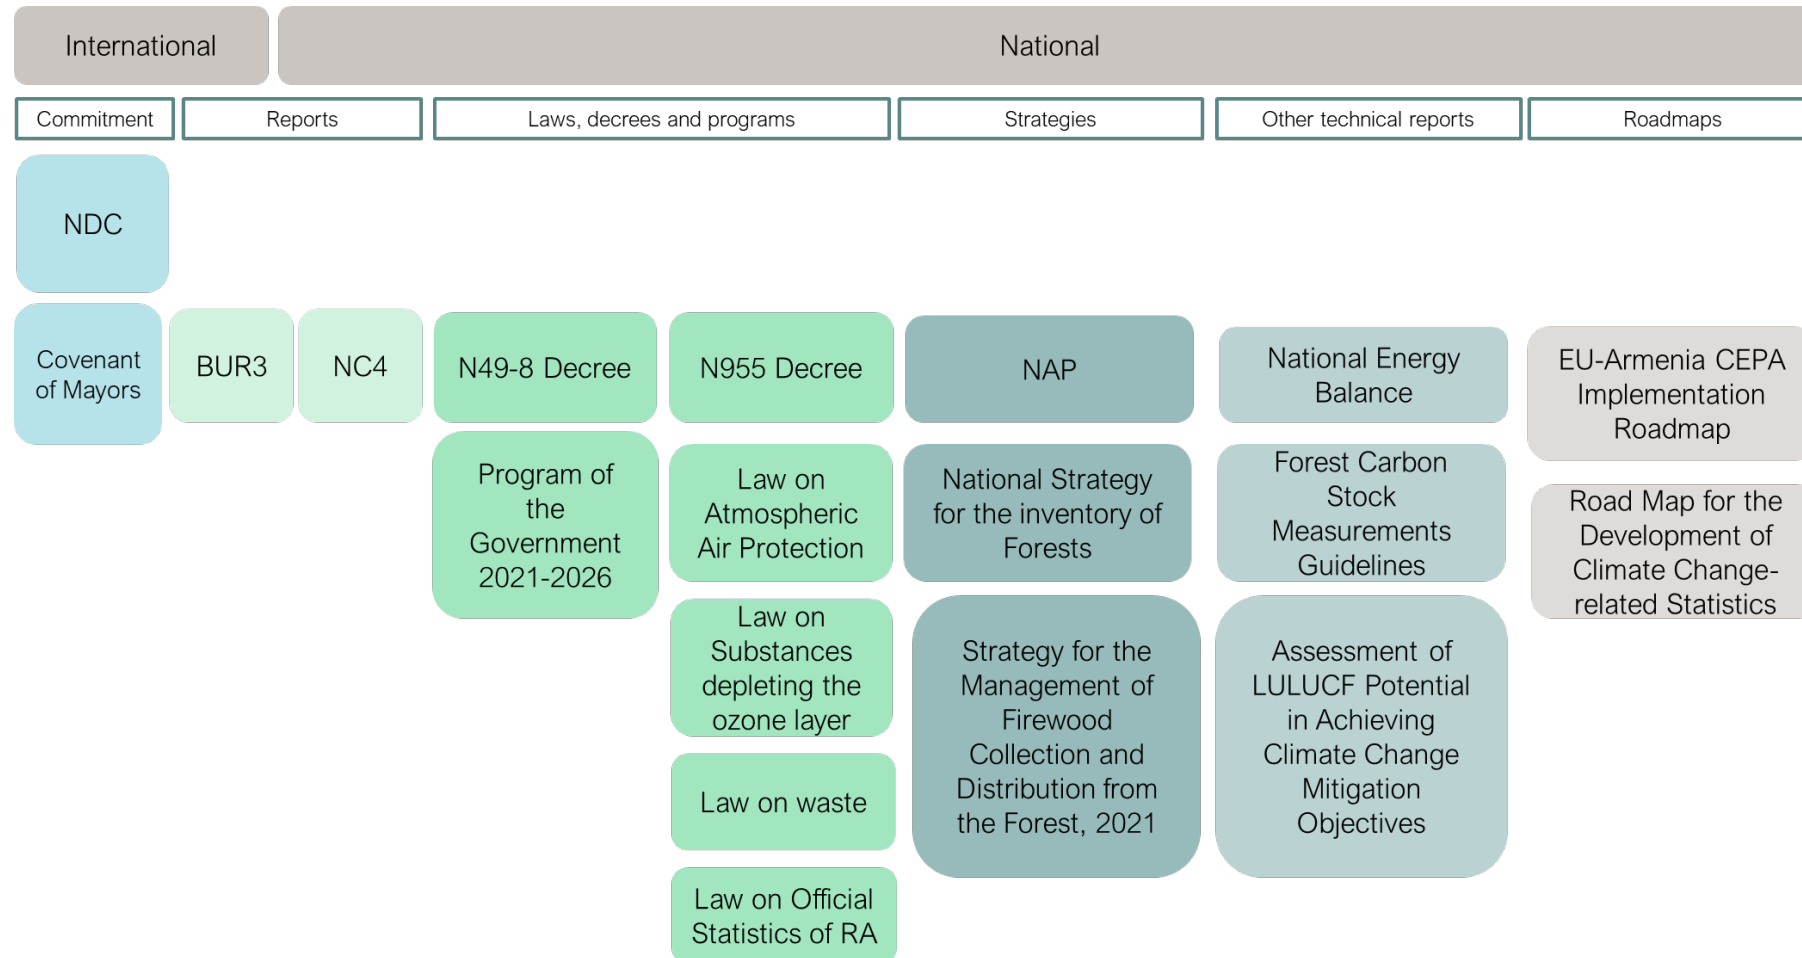 International
National
Commitment
Reports
Laws, decrees and programs
Strategies
Other technical reports
Roadmaps
NDC
Covenant
of Mayors
BUR3
NC4
N49-8 Decree
N955 Decree
NAP
National Energy
Balance
EU-Armenia CEPA
Implementation
Roadmap
Program of
the
Government
2021-2026
Law on
Atmospheric
Air Protection
National Strategy
for the inventory of
Forests
Forest Carbon
Stock
Measurements
Guidelines
Road Map for the
Development of
Climate Change-
related Statistics
Law on
Substances
depleting the
ozone layer
Strategy for the
Management of
Firewood
Collection and
Distribution from
the Forest, 2021
Assessment of
LULUCF Potential
in Achieving
Climate Change
Mitigation
Objectives
Law on waste
Law on Official
Statistics of RA